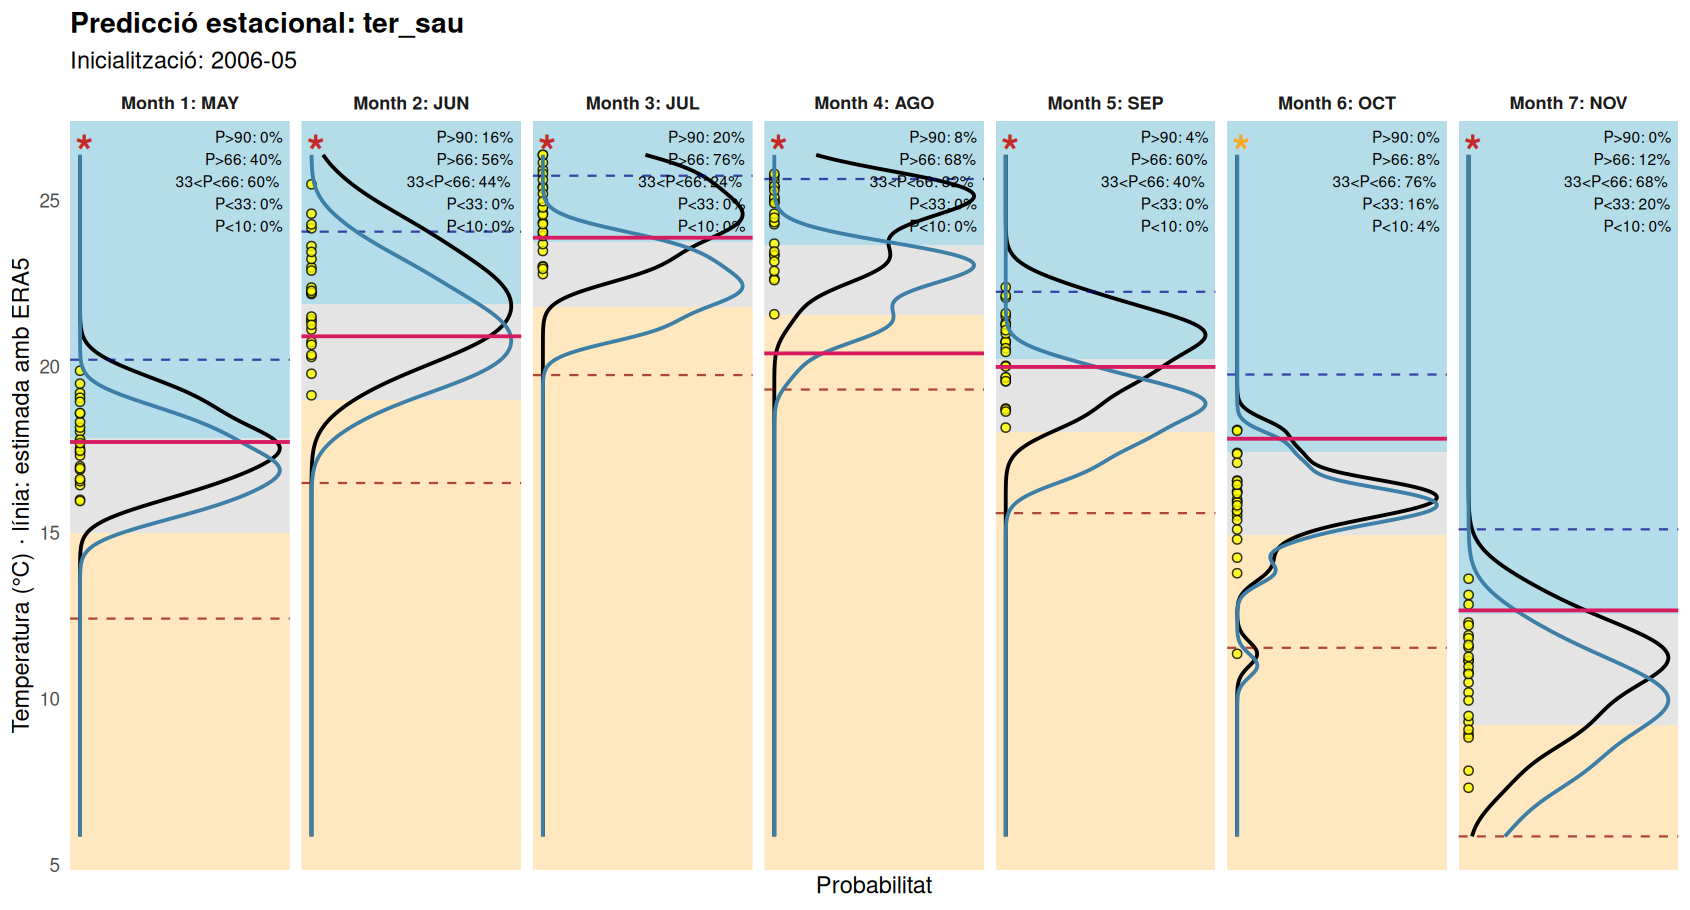 Predicció estacional: ter_sau
Inicialització: 2006-05
Month 1: MAY
Month 2: JUN
Month 3: JUL
Month 4: AGO
Month 5: SEP
Month 6: OCT
Month 7: NOV
*
P>90: 0%
P>66: 40%
33<P<66: 60%
P<33: 0%
P<10: 0%
*
P>90: 16%
P>66: 56%
33<P<66: 44%
P<33: 0%
P<10: 0%
*
P>90: 20%
P>66: 76%
33<P<66: 24%
P<33: 0%
P<10: 0%
*
P>90: 8%
P>66: 68%
33<P<66: 32%
P<33: 0%
P<10: 0%
*
P>90: 4%
P>66: 60%
33<P<66: 40%
P<33: 0%
P<10: 0%
*
P>90: 0%
P>66: 8%
33<P<66: 76%
P<33: 16%
P<10: 4%
*
P>90: 0%
P>66: 12%
33<P<66: 68%
P<33: 20%
P<10: 0%
25
20
15
10
5
Temperatura (°C) · línia: estimada amb ERA5
Probabilitat